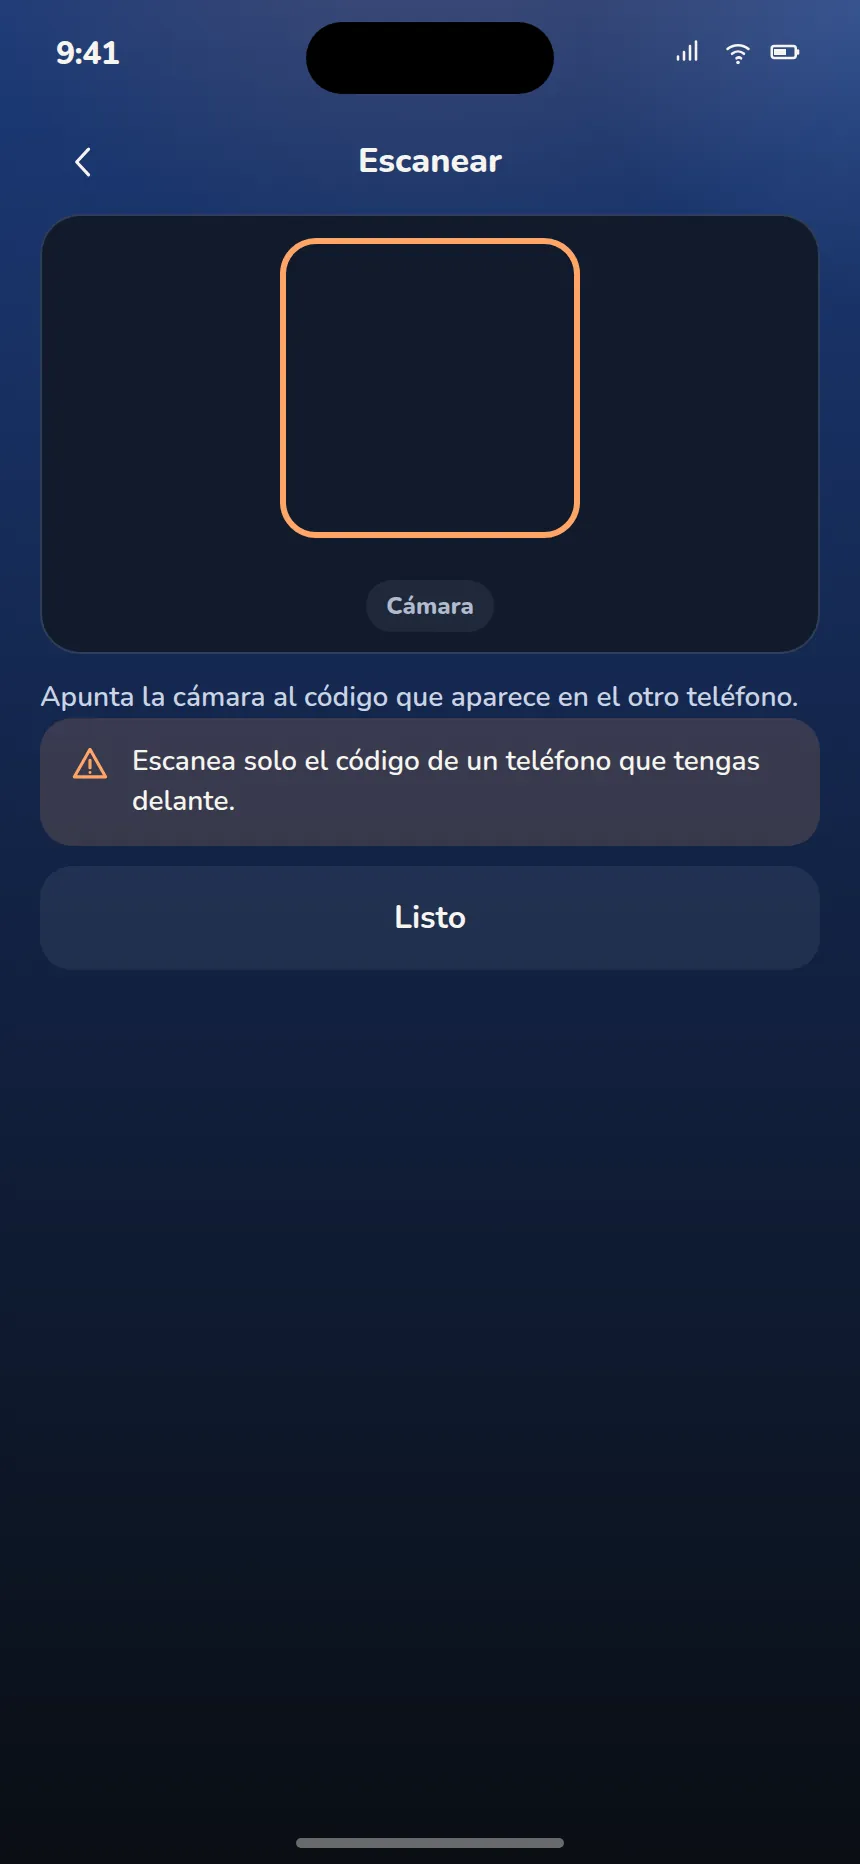 9:41
Escanear
Cámara
Apunta la cámara al código que aparece en el otro teléfono.
Escanea solo el código de un teléfono que tengas
delante.
Listo